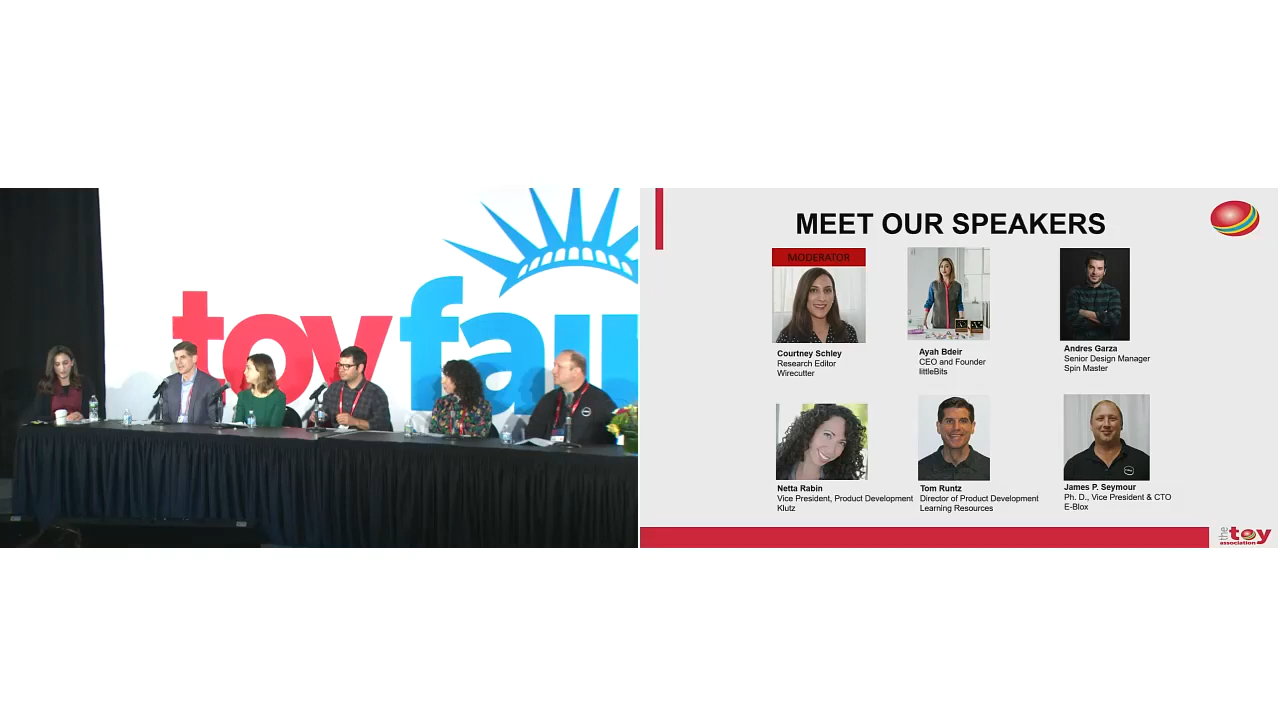 toy fair
MEET OUR SPEAKERS
MODERATOR
Courtney Schley
Research Editor
Wirecutter
Ayah Bdeir
CEO and Founder
littleBits
Andres Garza
Senior Design Manager
Spin Master
Netta Rabin
Vice President, Product Development
Klutz
Tom Runtz
Director of Product Development
Learning Resources
James P. Seymour
Ph. D., Vice President & CTO
E-Blox
the toy
association